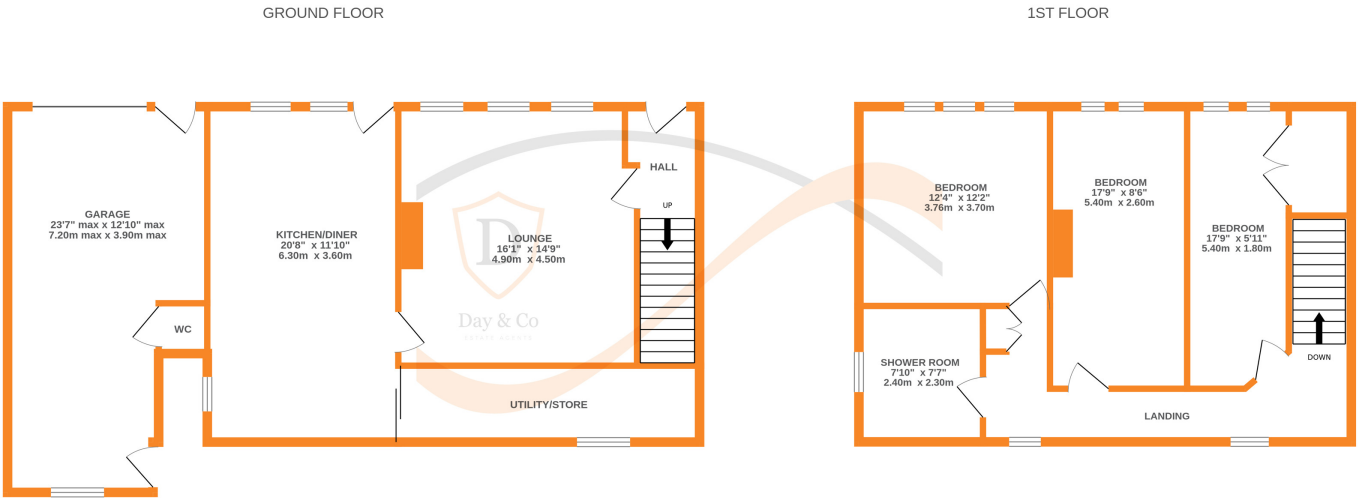 GROUND FLOOR
1ST FLOOR
GARAGE
23'7" max x 12'10" max
7.20m max x 3.90m max
WC
KITCHEN/DINER
20'8" x 11'10"
6.30m x 3.60m
LOUNGE
16'1" x 14'9"
4.90m x 4.50m
HALL
UP
UTILITY/STORE
D
Day & Co
ESTATE AGENTS
BEDROOM
12'4" x 12'2"
3.76m x 3.70m
BEDROOM
17'9" x 8'6"
5.40m x 2.60m
BEDROOM
17'9" x 5'11"
5.40m x 1.80m
SHOWER ROOM
7'10" x 7'7"
2.40m x 2.30m
DOWN
LANDING